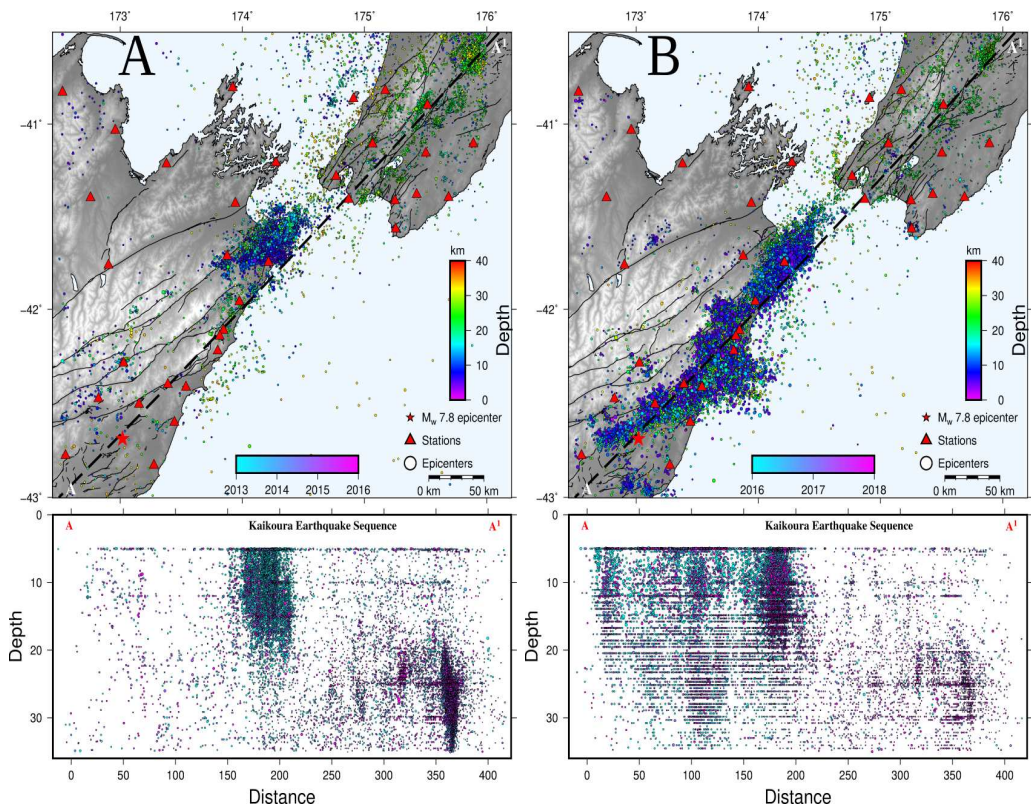 173° 174° 175° 176°
173° 174° 175° 176°
A
A¹
B
A¹
−41°
−42°
−43°
−41°
−42°
−43°
km
40
30
20
10
0
Depth
km
40
30
20
10
0
Depth
Mw 7.8 epicenter
Stations
Epicenters
0 km 50 km
Mw 7.8 epicenter
Stations
Epicenters
0 km 50 km
2013 2014 2015 2016
2016 2017 2018
A
A
A Kaikoura Earthquake Sequence A¹
A Kaikoura Earthquake Sequence A¹
0
10
20
30
Depth
0 50 100 150 200 250 300 350 400
Distance
0
10
20
30
Depth
0 50 100 150 200 250 300 350 400
Distance